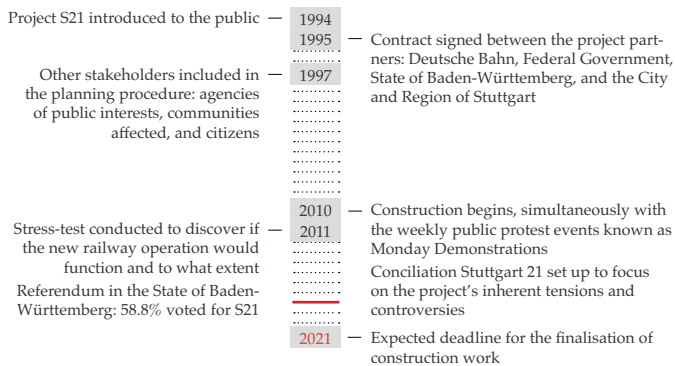 Project S21 introduced to the public — 1994
1995 — Contract signed between the project part-
ners: Deutsche Bahn, Federal Government,
State of Baden-Württemberg, and the City
and Region of Stuttgart
Other stakeholders included in — 1997
the planning procedure: agencies
of public interests, communities
affected, and citizens
2010 — Construction begins, simultaneously with
the weekly public protest events known as
Monday Demonstrations
Conciliation Stuttgart 21 set up to focus
on the project's inherent tensions and
controversies
Stress-test conducted to discover if — 2011
the new railway operation would
function and to what extent
Referendum in the State of Baden-
Württemberg: 58.8% voted for S21
2021 — Expected deadline for the finalisation of
construction work